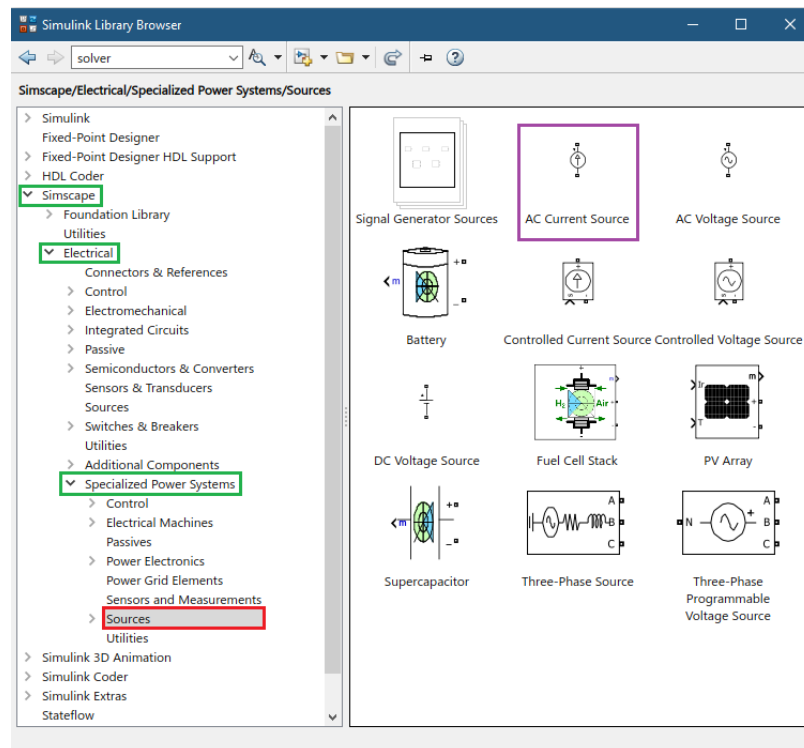 Simulink Library Browser
solver
Simscape/Electrical/Specialized Power Systems/Sources
Simulink
Fixed-Point Designer
Fixed-Point Designer HDL Support
HDL Coder
Simscape
Foundation Library
Utilities
Electrical
Connectors & References
Control
Electromechanical
Integrated Circuits
Passive
Semiconductors & Converters
Sensors & Transducers
Sources
Switches & Breakers
Utilities
Additional Components
Specialized Power Systems
Control
Electrical Machines
Passives
Power Electronics
Power Grid Elements
Sensors and Measurements
Sources
Utilities
Simulink 3D Animation
Simulink Coder
Simulink Extras
Stateflow
Signal Generator Sources
AC Current Source
AC Voltage Source
m
Battery
s
Controlled Current Source
s
Controlled Voltage Source
DC Voltage Source
m
H₂ Air
Fuel Cell Stack
Ir m
T
PV Array
m
Supercapacitor
A
B
C
Three-Phase Source
A
N B
C
Three-Phase
Programmable
Voltage Source